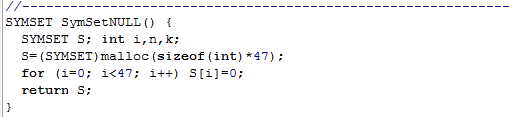 //------------------------------------------------------------
SYMSET SymSetNULL() {
  SYMSET S; int i,n,k;
  S=(SYMSET)malloc(sizeof(int)*47);
  for (i=0; i<47; i++) S[i]=0;
  return S;
}